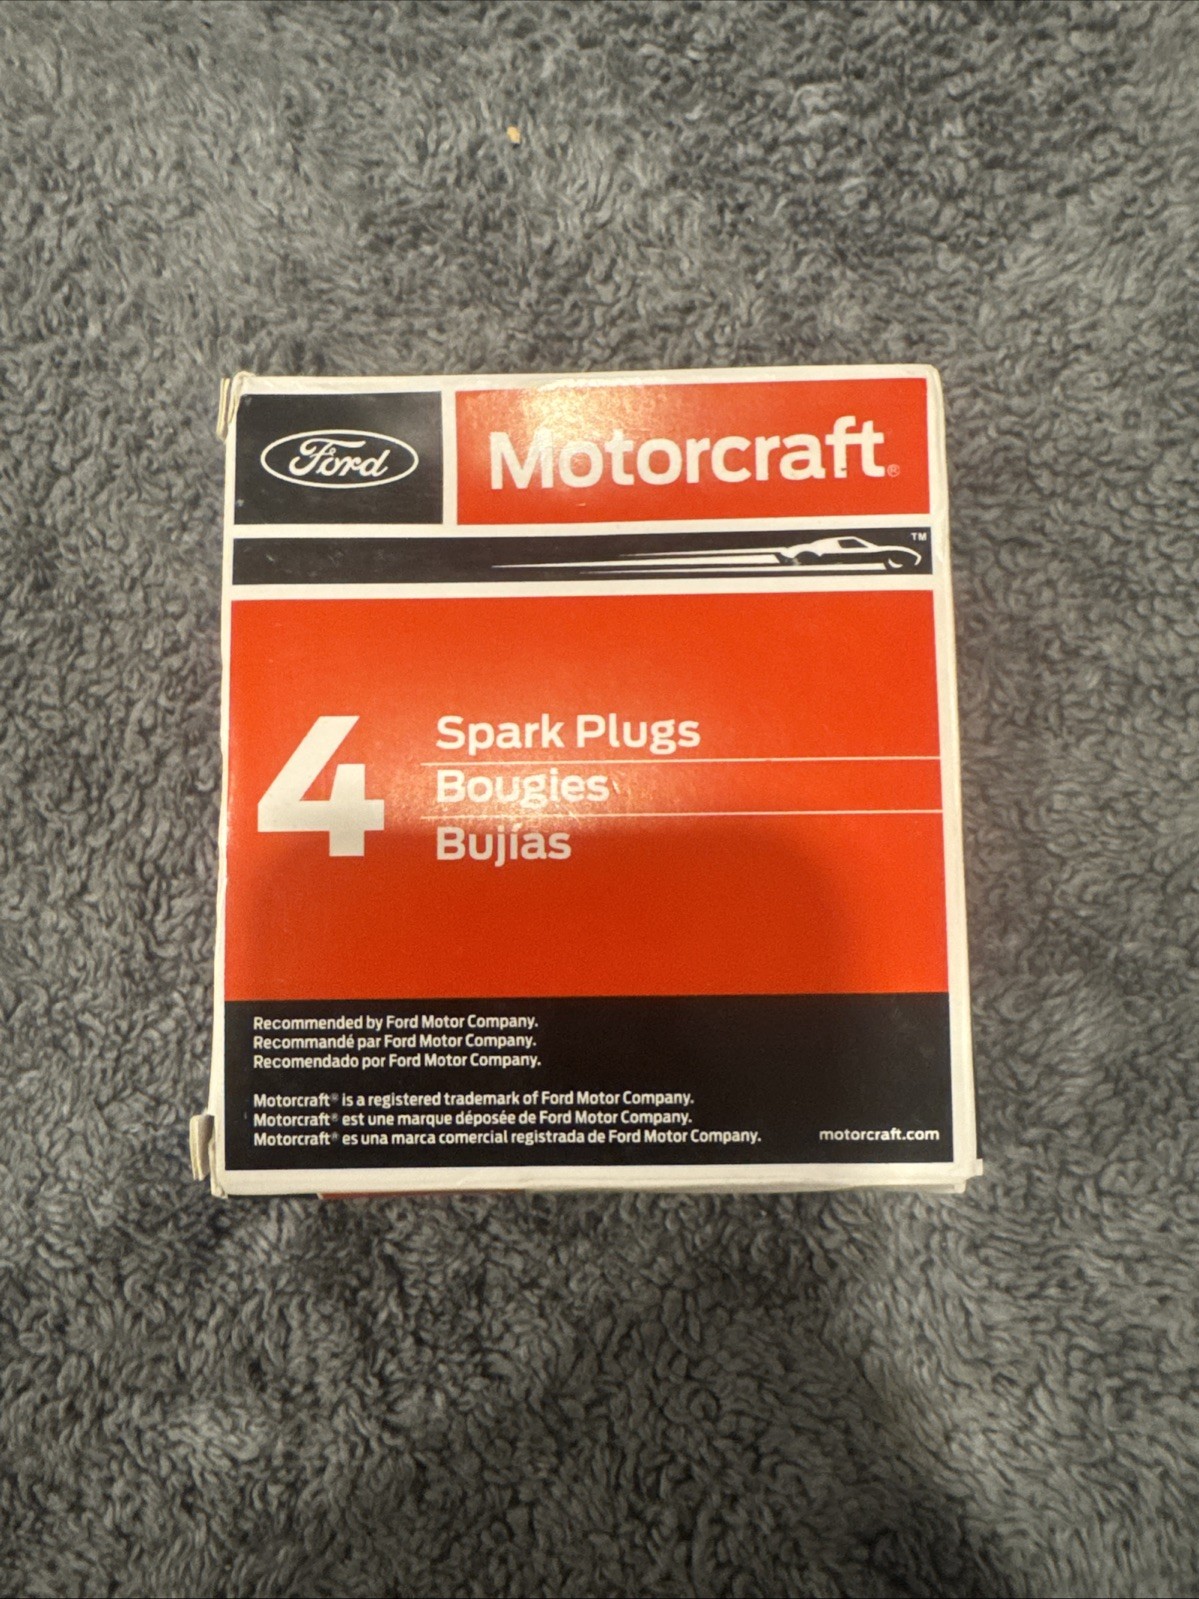 Ford
Motorcraft®
TM
4
Spark Plugs
Bougies
Bujías
Recommended by Ford Motor Company.
Recommandé par Ford Motor Company.
Recomendado por Ford Motor Company.
Motorcraft® is a registered trademark of Ford Motor Company.
Motorcraft® est une marque déposée de Ford Motor Company.
Motorcraft® es una marca comercial registrada de Ford Motor Company.
motorcraft.com